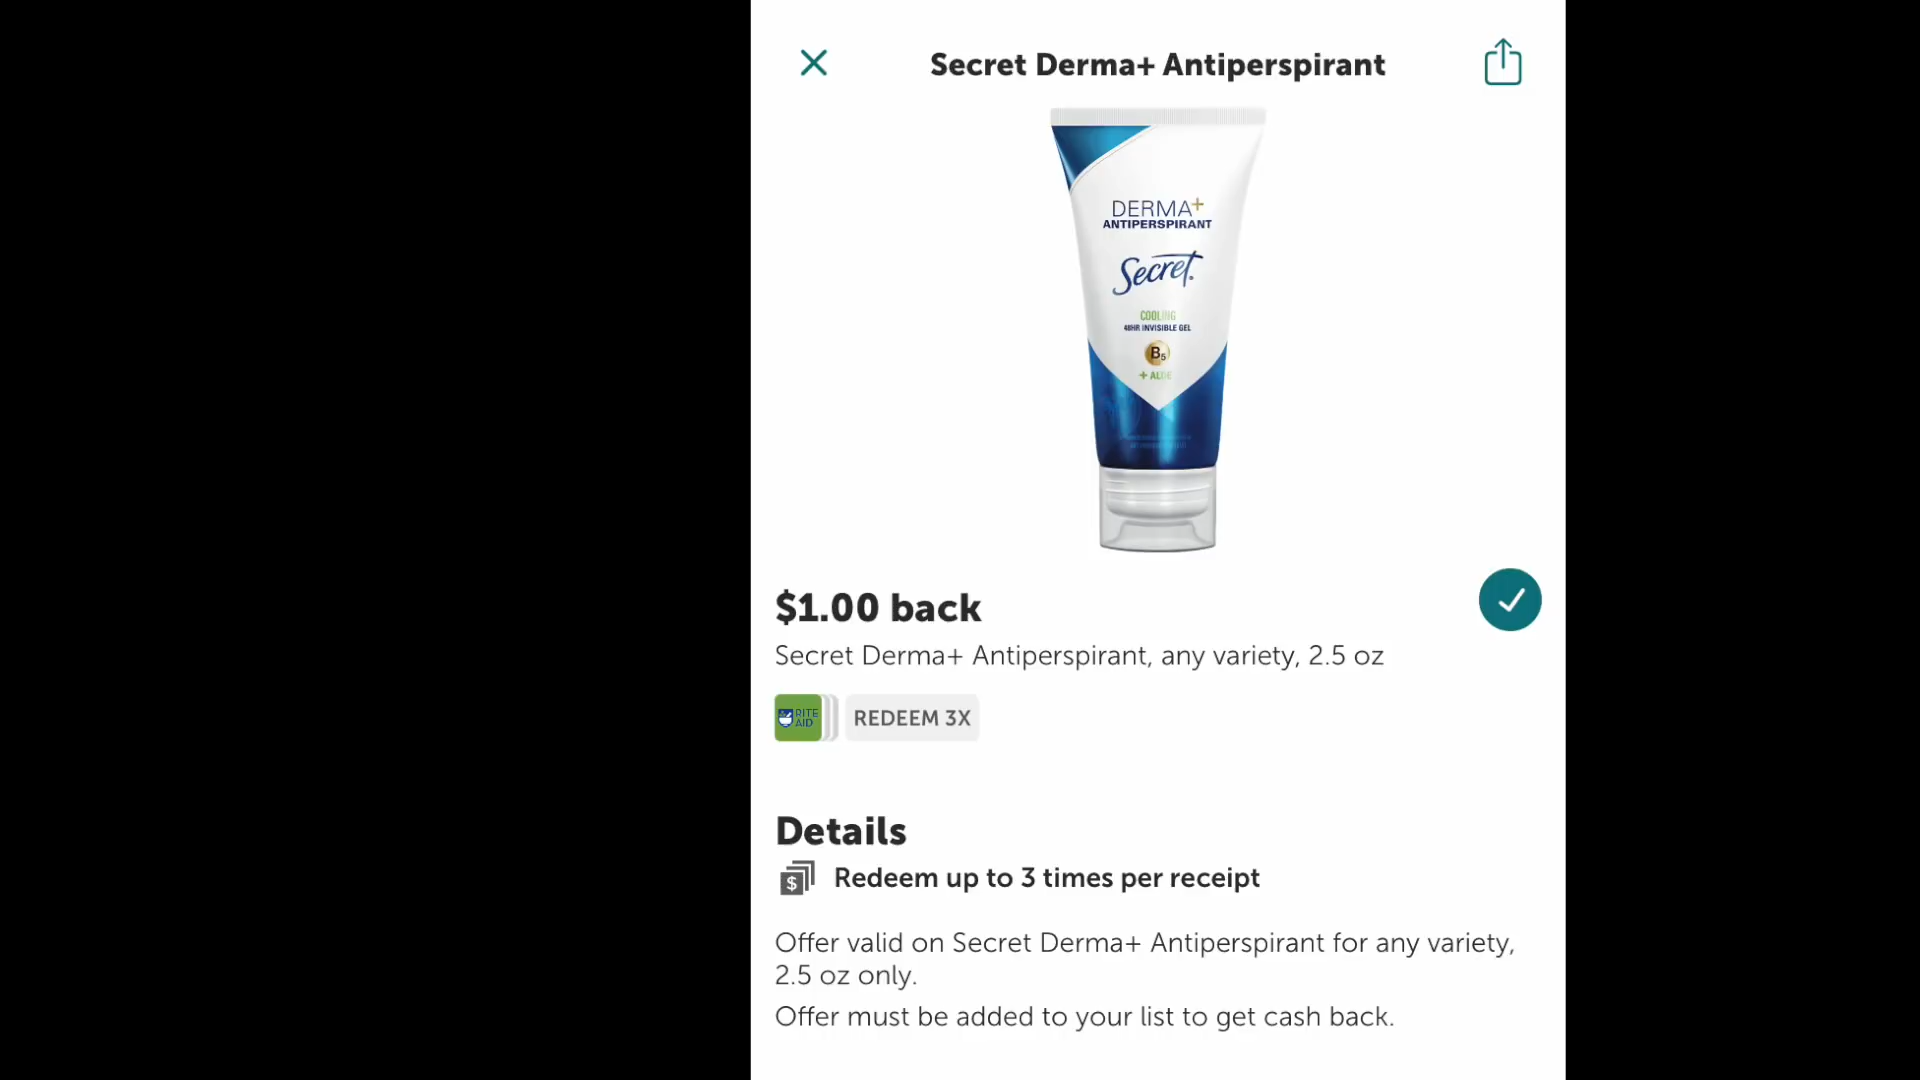 Secret Derma+ Antiperspirant
DERMA+
ANTIPERSPIRANT
Secret
COOLING
48HR INVISIBLE GEL
B5
+ ALOE
$1.00 back
Secret Derma+ Antiperspirant, any variety, 2.5 oz
RITE
AID
REDEEM 3X
Details
$
Redeem up to 3 times per receipt
Offer valid on Secret Derma+ Antiperspirant for any variety,
2.5 oz only.
Offer must be added to your list to get cash back.